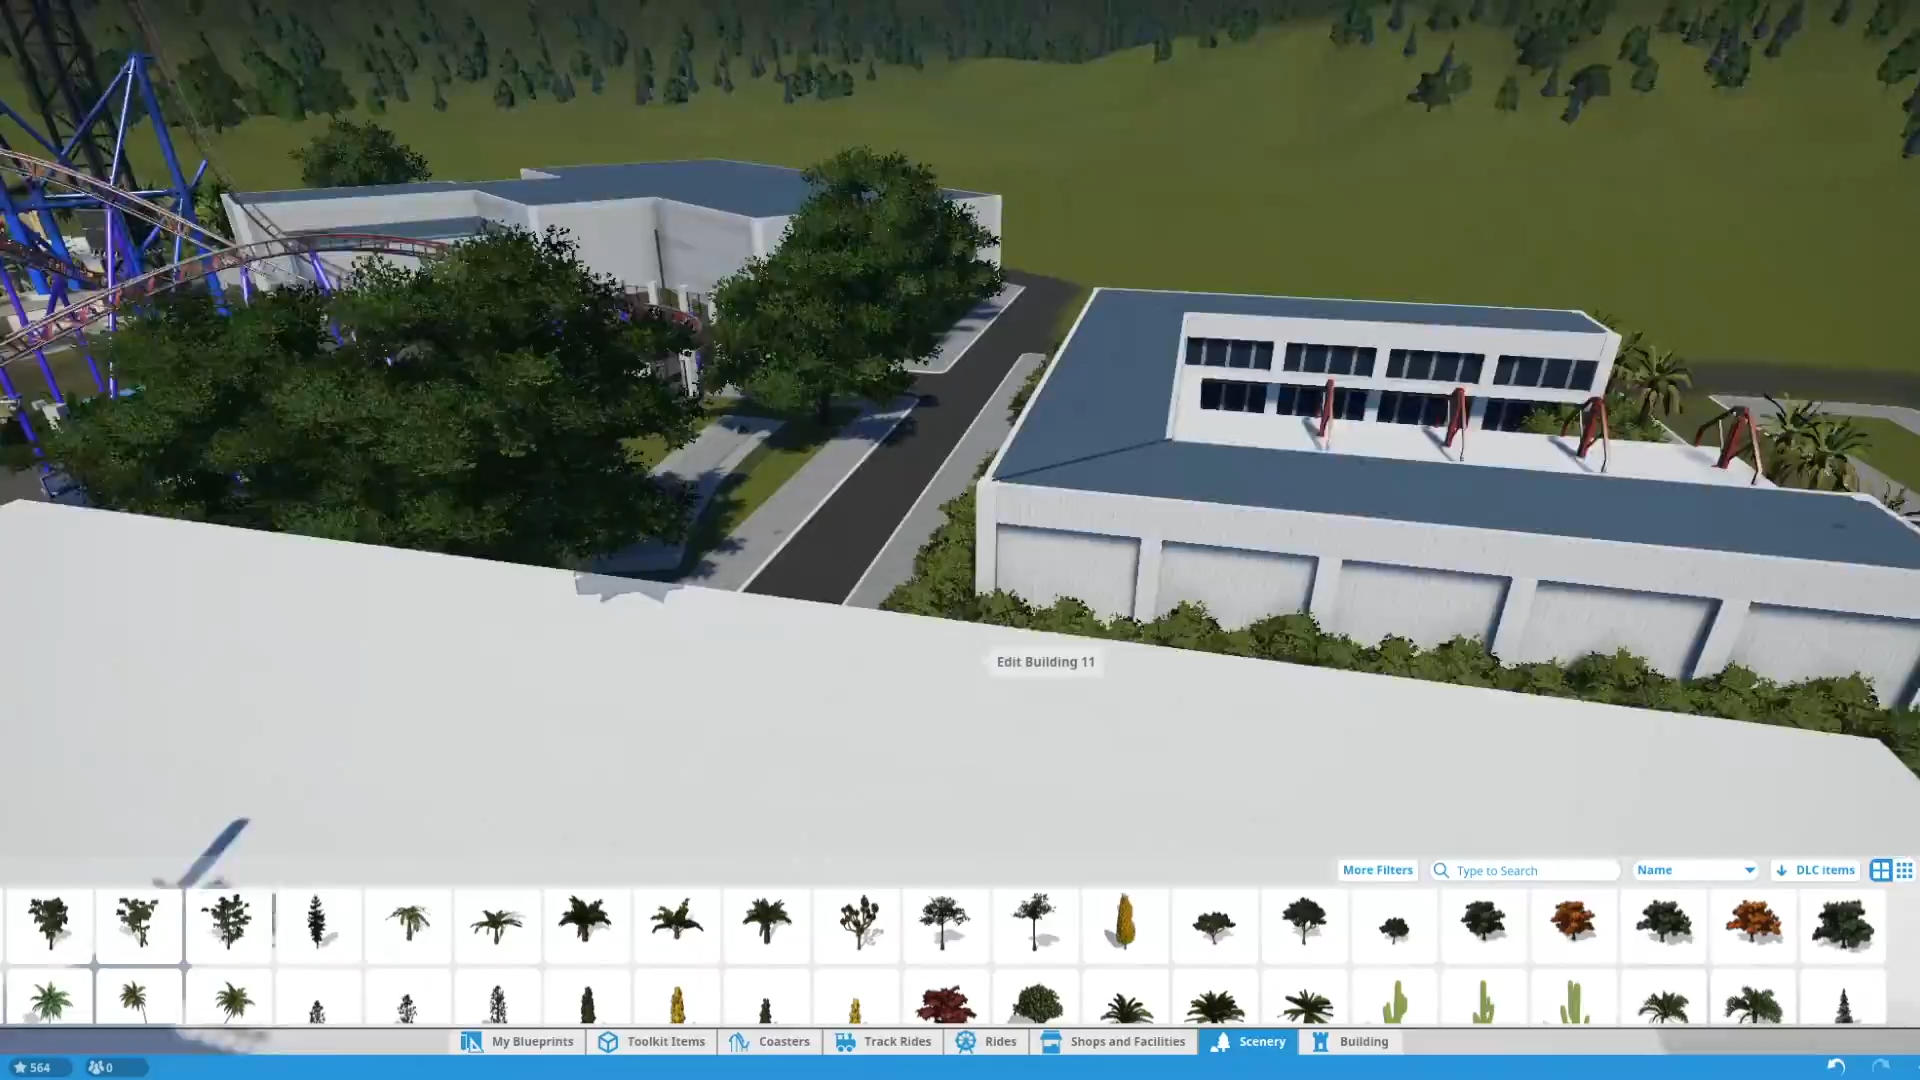 Edit Building 11
More Filters
Type to Search
Name
DLC items
My Blueprints
Toolkit Items
Coasters
Track Rides
Rides
Shops and Facilities
Scenery
Building
564
0